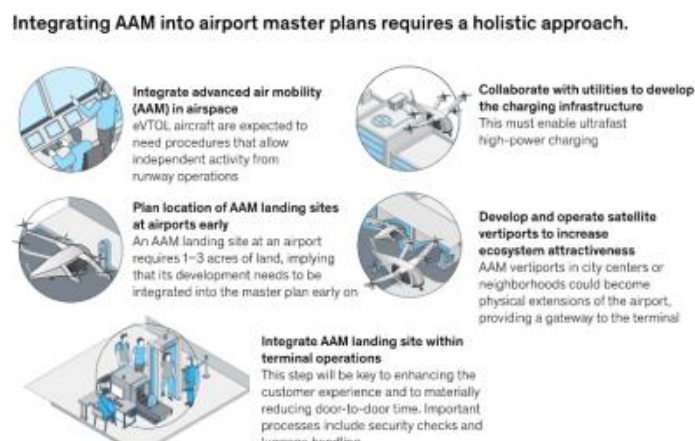 Integrating AAM into airport master plans requires a holistic approach.
Integrate advanced air mobility
(AAM) in airspace
eVTOL aircraft are expected to
need procedures that allow
independent activity from
runway operations
Collaborate with utilities to develop
the charging infrastructure
This must enable ultrafast
high-power charging
Plan location of AAM landing sites
at airports early
An AAM landing site at an airport
requires 1–3 acres of land, implying
that its development needs to be
integrated into the master plan early on
Develop and operate satellite
vertiports to increase
ecosystem attractiveness
AAM vertiports in city centers or
neighborhoods could become
physical extensions of the airport,
providing a gateway to the terminal
Integrate AAM landing site within
terminal operations
This step will be key to enhancing the
customer experience and to materially
reducing door-to-door time. Important
processes include security checks and
luggage handling